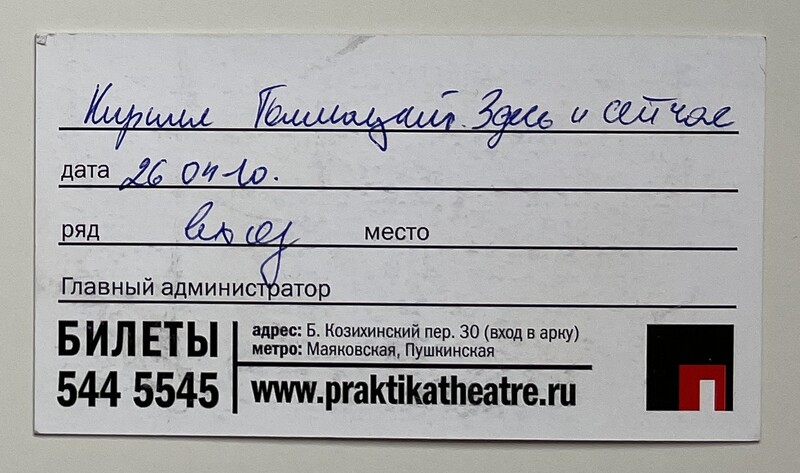 Кирилл Толмацкий. Здесь и сейчас
дата 26 04 10.
ряд вход место
Главный администратор
БИЛЕТЫ
544 5545
адрес: Б. Козихинский пер. 30 (вход в арку)
метро: Маяковская, Пушкинская
www.praktikatheatre.ru